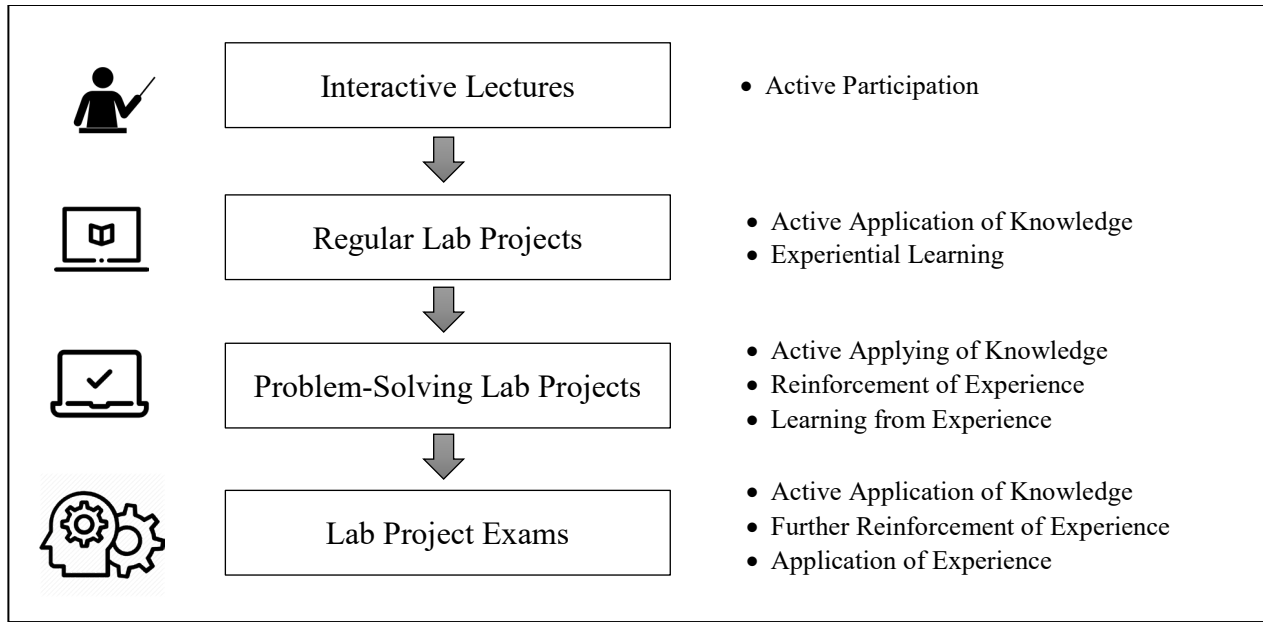 Interactive Lectures
• Active Participation
Regular Lab Projects
• Active Application of Knowledge
• Experiential Learning
Problem-Solving Lab Projects
• Active Applying of Knowledge
• Reinforcement of Experience
• Learning from Experience
Lab Project Exams
• Active Application of Knowledge
• Further Reinforcement of Experience
• Application of Experience